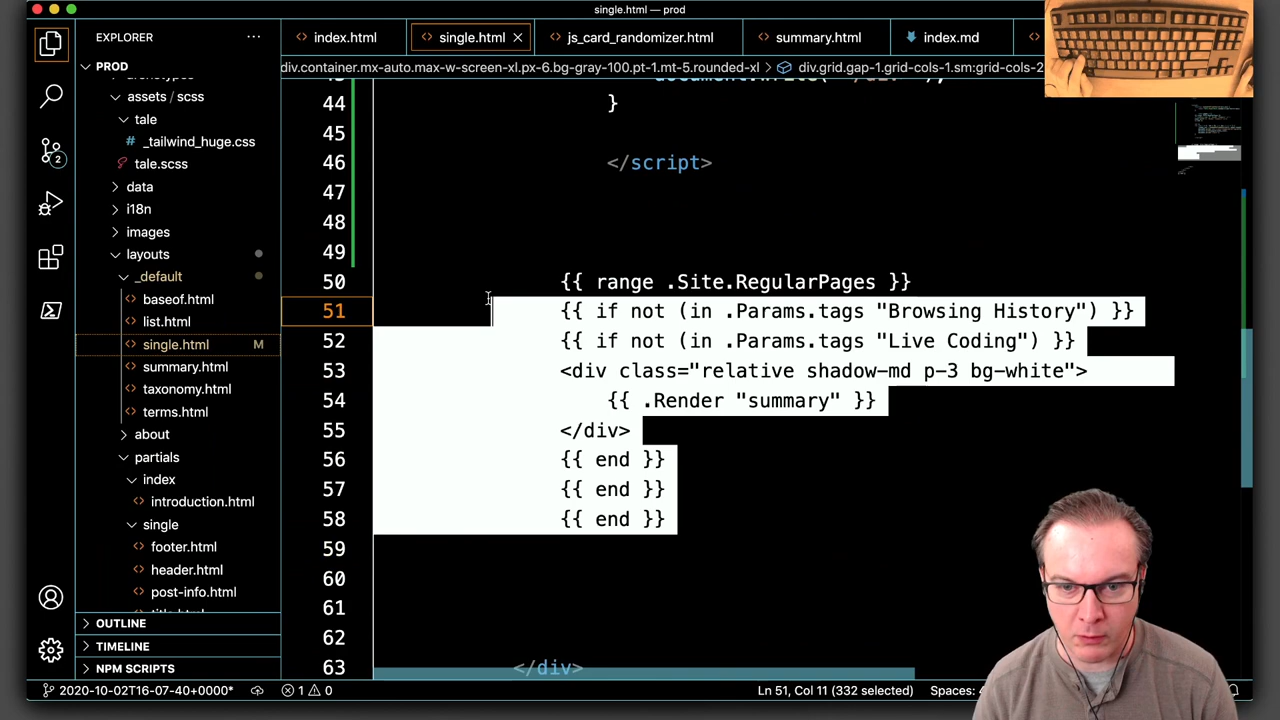 single.html — prod
EXPLORER
index.html
single.html
js_card_randomizer.html
summary.html
index.md
PROD
div.container.mx-auto.max-w-screen-xl.px-6.bg-gray-100.pt-1.mt-5.rounded-xl > div.grid.gap-1.grid-cols-1.sm:grid-cols-2
assets / scss
tale
_tailwind_huge.css
tale.scss
data
i18n
images
layouts
_default
baseof.html
list.html
single.html M
summary.html
taxonomy.html
terms.html
about
partials
index
introduction.html
single
footer.html
header.html
post-info.html
OUTLINE
TIMELINE
NPM SCRIPTS
44 }
45
46 </script>
47
48
49
50 {{ range .Site.RegularPages }}
51 {{ if not (in .Params.tags "Browsing History") }}
52 {{ if not (in .Params.tags "Live Coding") }}
53 <div class="relative shadow-md p-3 bg-white">
54 {{ .Render "summary" }}
55 </div>
56 {{ end }}
57 {{ end }}
58 {{ end }}
59
60
61
62
63 </div>
2
2020-10-02T16-07-40+0000* 1 0 Ln 51, Col 11 (332 selected) Spaces: